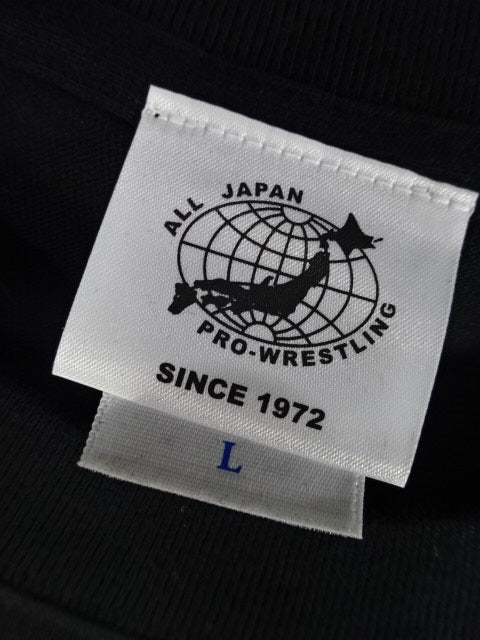 ALL JAPAN
PRO-WRESTLING
SINCE 1972
L